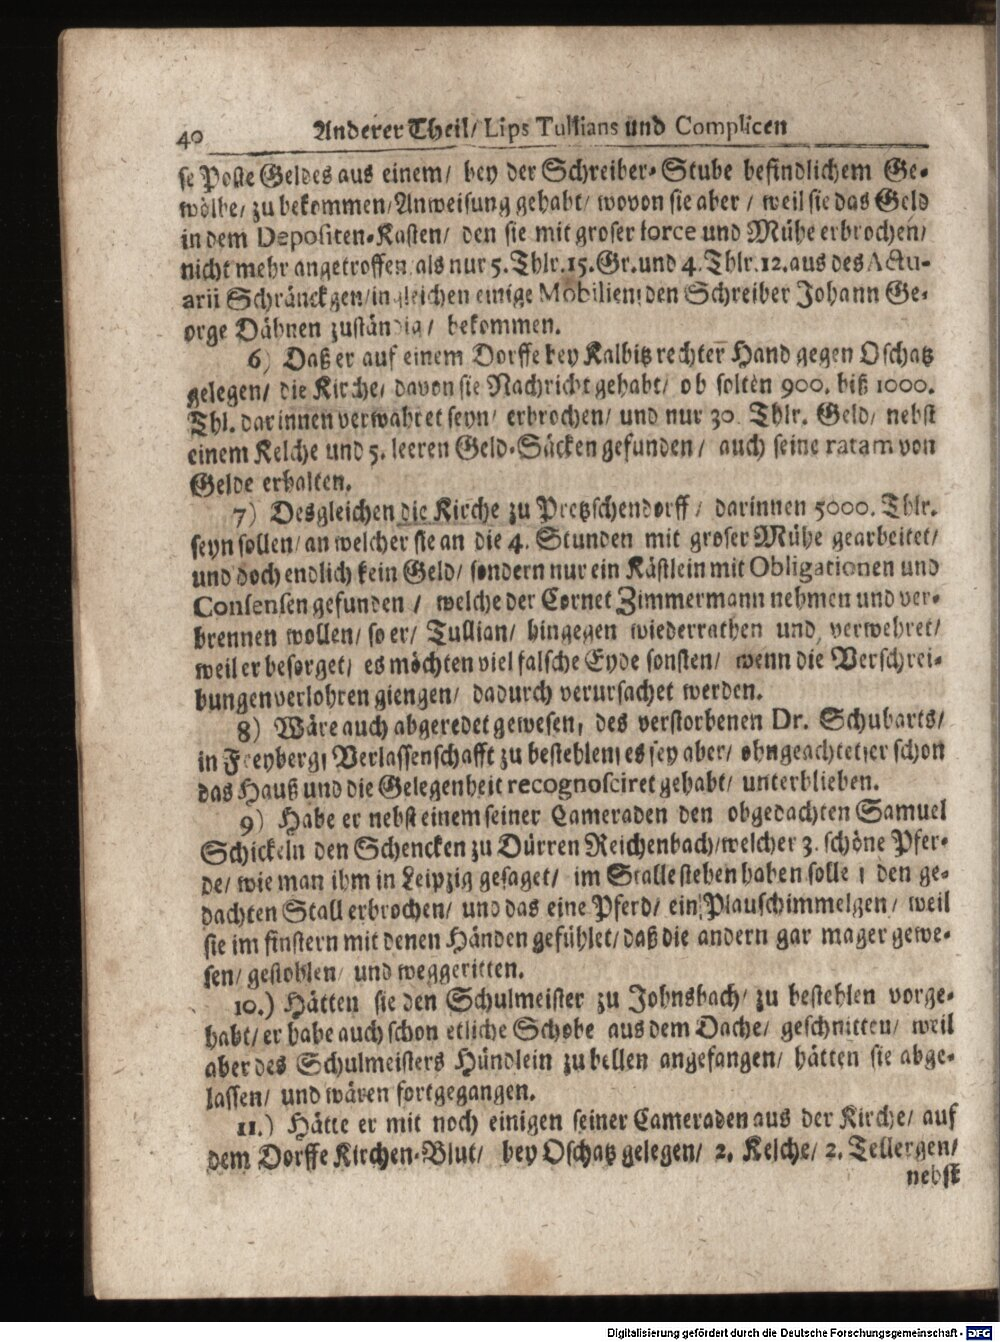 40 Anderer Theil/ Lips Tullians und Complicen
se Poste Geldes aus einem/ bey der Schreiber-Stube befindlichem Ge-
wölbe/ zu bekommen/ Anweisung gehabt/ wovon sie aber / weil sie das Geld
in dem Depositen-Kasten/ den sie mit groser force und Mühe erbrochen/
nicht mehr angetroffen als nur 5. Thlr. 15. Gr. und 4. Thlr. 12. aus des Actu-
arii Schränckgen/ in gleichen einige Mobilien/ den Schreiber Johann Ge-
orge Dähnen zuständig/ bekommen.
6) Daß er auf einem Dorffe bey Kalbitz rechter Hand gegen Oschatz
gelegen/ die Kirche/ davon sie Nachricht gehabt/ ob solten 900. biß 1000.
Thl. darinnen verwahret seyn/ erbrochen/ und nur 30. Thlr. Geld/ nebst
einem Kelche und 5. leeren Geld-Säcken gefunden/ auch seine ratam von
Gelde erhalten.
7) Desgleichen die Kirche zu Pretzschendorff/ darinnen 5000. Thlr.
seyn sollen/ an welcher sie an die 4. Stunden mit groser Mühe gearbeitet/
und doch endlich kein Geld/ sondern nur ein Kästlein mit Obligationen und
Consensen gefunden / welche der Cornet Zimmermann nehmen und ver-
brennen wollen/ so er/ Tullian/ hingegen wiederrathen und verwehret/
weil er besorget/ es möchten viel falsche Eyde sonsten/ wenn die Verschrei-
bungen verlohren giengen/ dadurch verursachet werden.
8) Wäre auch abgeredet gewesen, des verstorbenen Dr. Schubarts/
in Freyberg, Verlassenschafft zu bestehlen; es sey aber/ ohngeachtet er schon
das Hauß und die Gelegenheit recognosciret gehabt/ unterblieben.
9) Habe er nebst einem seiner Cameraden den obgedachten Samuel
Schickeln den Schencken zu Dürren Reichenbach/ welcher 3. schöne Pfer-
de/ wie man ihm in Leipzig gesaget/ im Stalle stehen haben solle, den ge-
dachten Stall erbrochen/ und das eine Pferd/ ein Plauschimmelgen/ weil
sie im finstern mit denen Händen gefühlet/ daß die andern gar mager gewe-
sen/ gestohlen/ und weggeritten.
10.) Hätten sie den Schulmeister zu Johnsbach/ zu bestehlen vorge-
habt/ er habe auch schon etliche Schobe aus dem Dache/ geschnitten/ weil
aber des Schulmeisters Hündlein zu bellen angefangen/ hätten sie abge-
lassen/ und wären fortgegangen.
11.) Hätte er mit noch einigen seiner Cameraden aus der Kirche/ auf
dem Dorffe Kirchen-Blut/ bey Oschatz gelegen/ 2. Kelche/ 2. Tellergen/
nebst
Digitalisierung gefördert durch die Deutsche Forschungsgemeinschaft - DFG